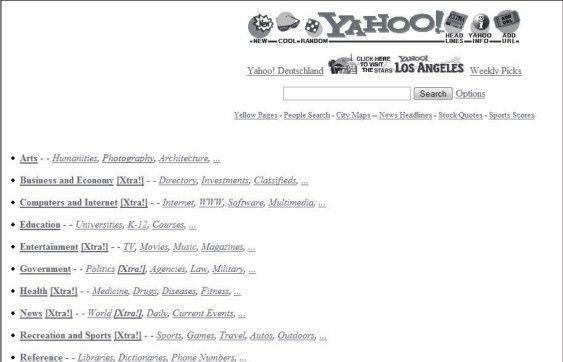 YAHOO!
NEW COOL RANDOM HEAD LINES YAHOO INFO ADD URL
EXTRA!
ADD URL
Yahoo! Deutschland CLICK HERE TO VISIT THE STARS YAHOO! LOS ANGELES Weekly Picks
Search Options
Yellow Pages - People Search - City Maps -- News Headlines - Stock Quotes - Sports Scores
• Arts - - Humanities, Photography, Architecture, ...
• Business and Economy [Xtra!] - - Directory, Investments, Classifieds, ...
• Computers and Internet [Xtra!] - - Internet, WWW, Software, Multimedia, ...
• Education - - Universities, K-12, Courses, ...
• Entertainment [Xtra!] - - TV, Movies, Music, Magazines, ...
• Government - - Politics [Xtra!], Agencies, Law, Military, ...
• Health [Xtra!] - - Medicine, Drugs, Diseases, Fitness, ...
• News [Xtra!] - - World [Xtra!], Daily, Current Events, ...
• Recreation and Sports [Xtra!] - - Sports, Games, Travel, Autos, Outdoors, ...
• Reference - - Libraries, Dictionaries, Phone Numbers, ...